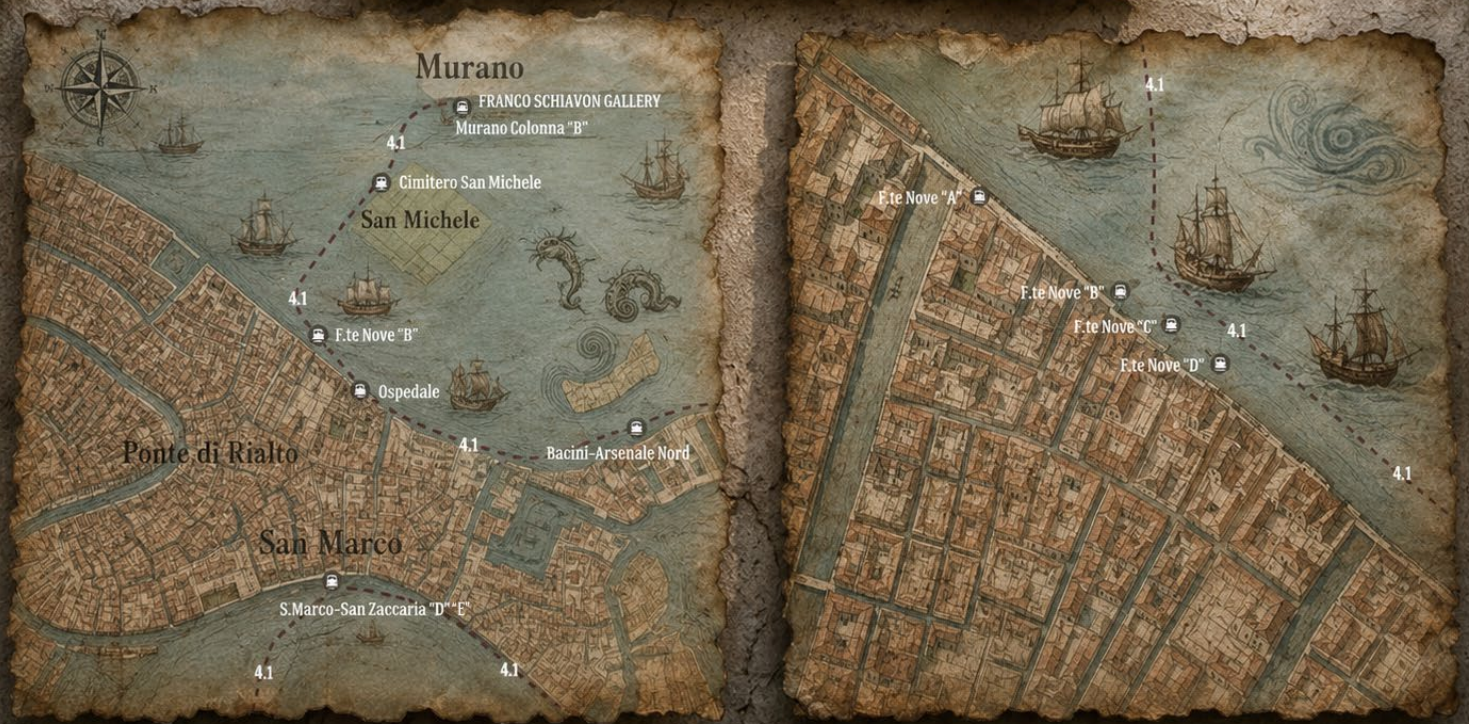 Murano
FRANCO SCHIAVON GALLERY
Murano Colonna "B"
4.1
Cimitero San Michele
San Michele
4.1
F.te Nove "B"
Ospedale
4.1
Bacini-Arsenale Nord
Ponte di Rialto
San Marco
S.Marco-San Zaccaria "D" "E"
4.1
4.1
4.1
F.te Nove "A"
F.te Nove "B"
F.te Nove "C"
4.1
F.te Nove "D"
4.1